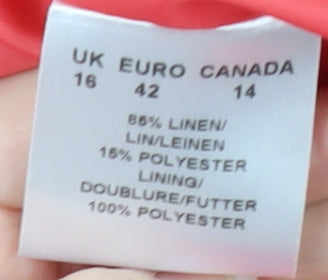 UK EURO CANADA
16 42 14
85% LINEN/
LIN/LEINEN
15% POLYESTER
LINING/
DOUBLURE/FUTTER
100% POLYESTER